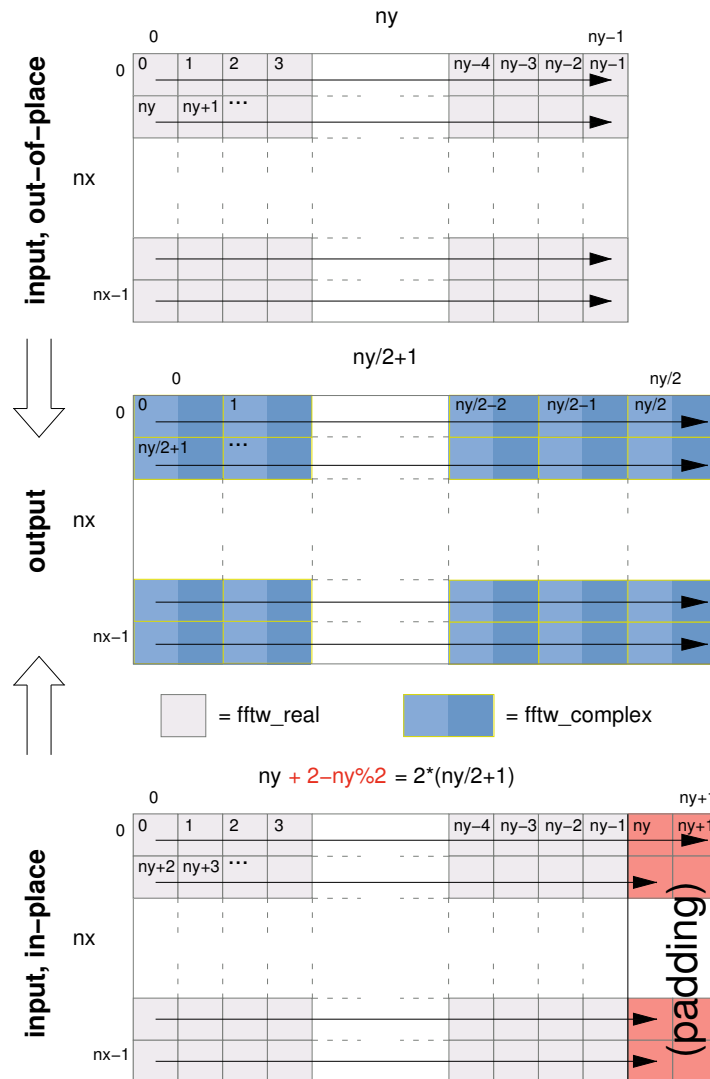 ny
0 ny−1
0 0 1 2 3 ny−4 ny−3 ny−2 ny−1
ny ny+1 ...
nx
nx−1
input, out−of−place
ny/2+1
0 ny/2
0 0 1 ny/2−2 ny/2−1 ny/2
ny/2+1 ...
nx
nx−1
output
= fftw_real = fftw_complex
ny + 2−ny%2 = 2*(ny/2+1)
0 ny+1
0 0 1 2 3 ny−4 ny−3 ny−2 ny−1 ny ny+1
ny+2 ny+3 ...
nx
nx−1
input, in−place
(padding)